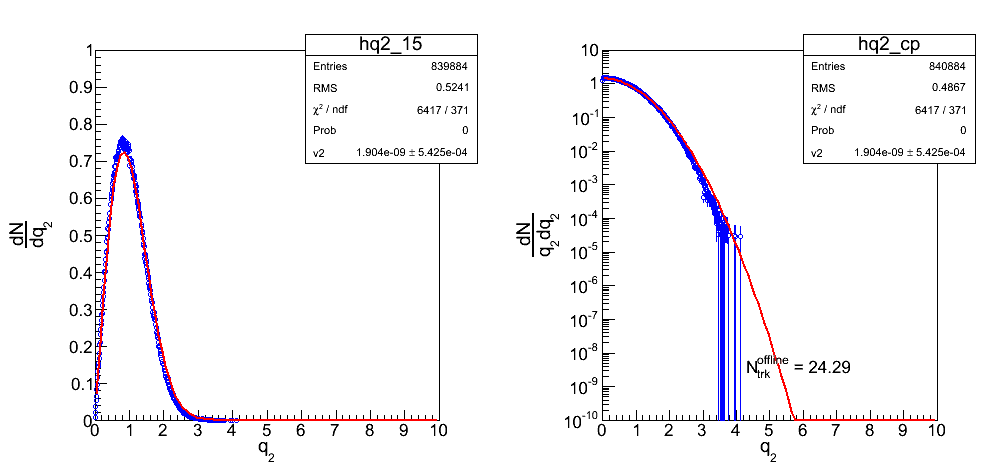 hq2_15
Entries 839884
RMS 0.5241
χ² / ndf 6417 / 371
Prob 0
v2 1.904e-09 ± 5.425e-04
1
0.9
0.8
0.7
0.6
0.5
0.4
0.3
0.2
0.1
0
dN
dq₂
0 1 2 3 4 5 6 7 8 9 10
q₂
hq2_cp
Entries 840884
RMS 0.4867
χ² / ndf 6417 / 371
Prob 0
v2 1.904e-09 ± 5.425e-04
10
1
10⁻¹
10⁻²
10⁻³
10⁻⁴
10⁻⁵
10⁻⁶
10⁻⁷
10⁻⁸
10⁻⁹
10⁻¹⁰
dN
q₂dq₂
N_trk^offline = 24.29
0 1 2 3 4 5 6 7 8 9 10
q₂